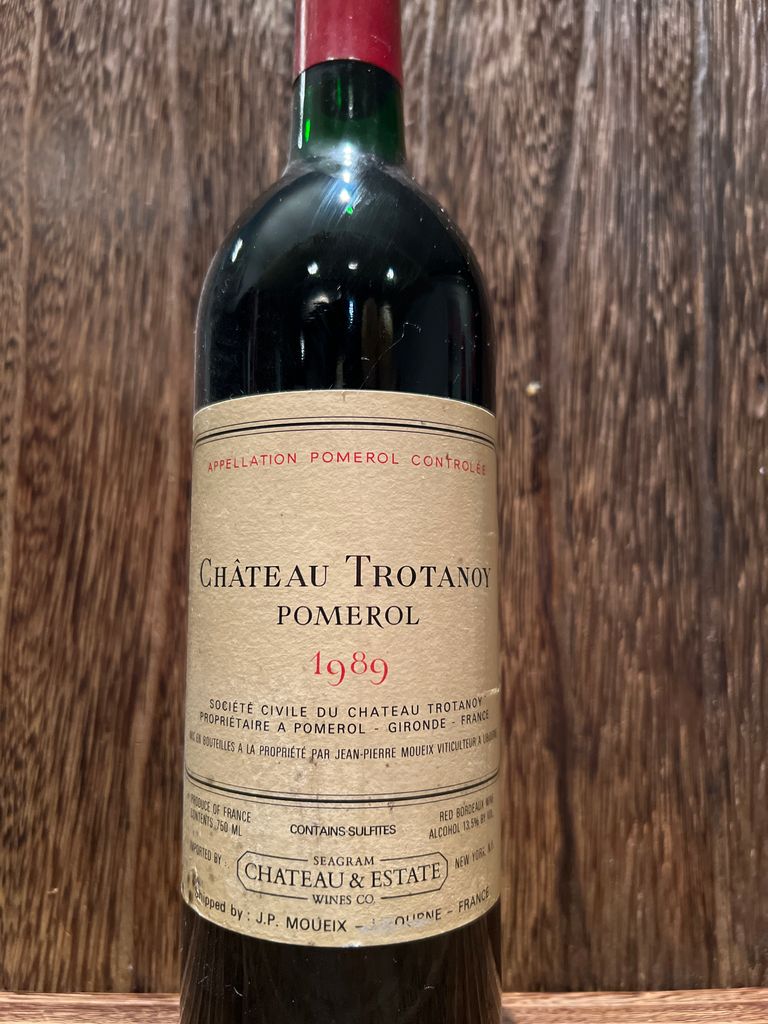 APPELLATION POMEROL CONTROLÉE
CHÂTEAU TROTANOY
POMEROL
1989
SOCIÉTÉ CIVILE DU CHATEAU TROTANOY
PROPRIÉTAIRE A POMEROL - GIRONDE - FRANCE
EN BOUTEILLES A LA PROPRIÉTÉ PAR JEAN-PIERRE MOUEIX VITICULTEUR A
PRODUCE OF FRANCE
CONTENTS 750 ML
CONTAINS SULFITES
RED BORDEAUX WINE
ALCOHOL 13,5% BY VOL.
IMPORTED BY :
SEAGRAM
CHATEAU & ESTATE
WINES CO.
NEW YORK, N.Y.
Shipped by : J.P. MOUEIX - - FRANCE